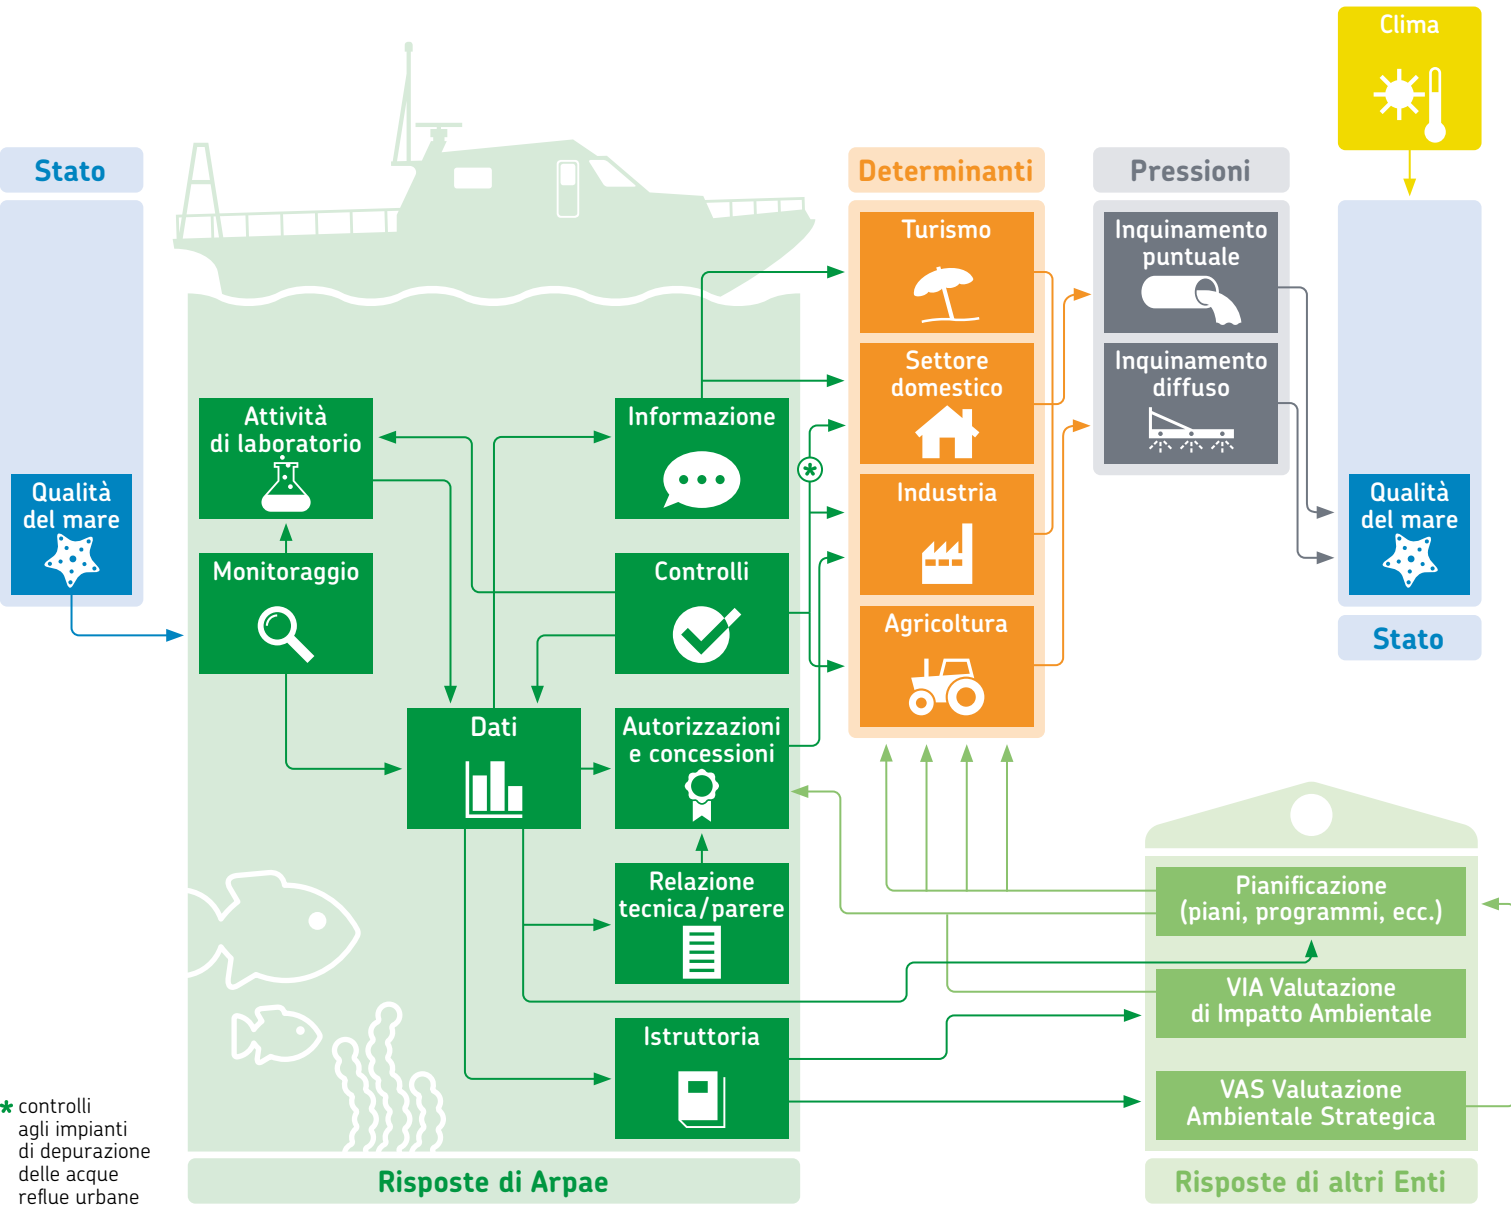 Clima
Stato
Determinanti
Pressioni
Turismo
Inquinamento
puntuale
Settore
domestico
Inquinamento
diffuso
Attività
di laboratorio
Informazione
*
Industria
Qualità
del mare
Qualità
del mare
Monitoraggio
Controlli
Agricoltura
Stato
Dati
Autorizzazioni
e concessioni
Relazione
tecnica/parere
Pianificazione
(piani, programmi, ecc.)
VIA Valutazione
di Impatto Ambientale
Istruttoria
VAS Valutazione
Ambientale Strategica
* controlli
agli impianti
di depurazione
delle acque
reflue urbane
Risposte di Arpae
Risposte di altri Enti